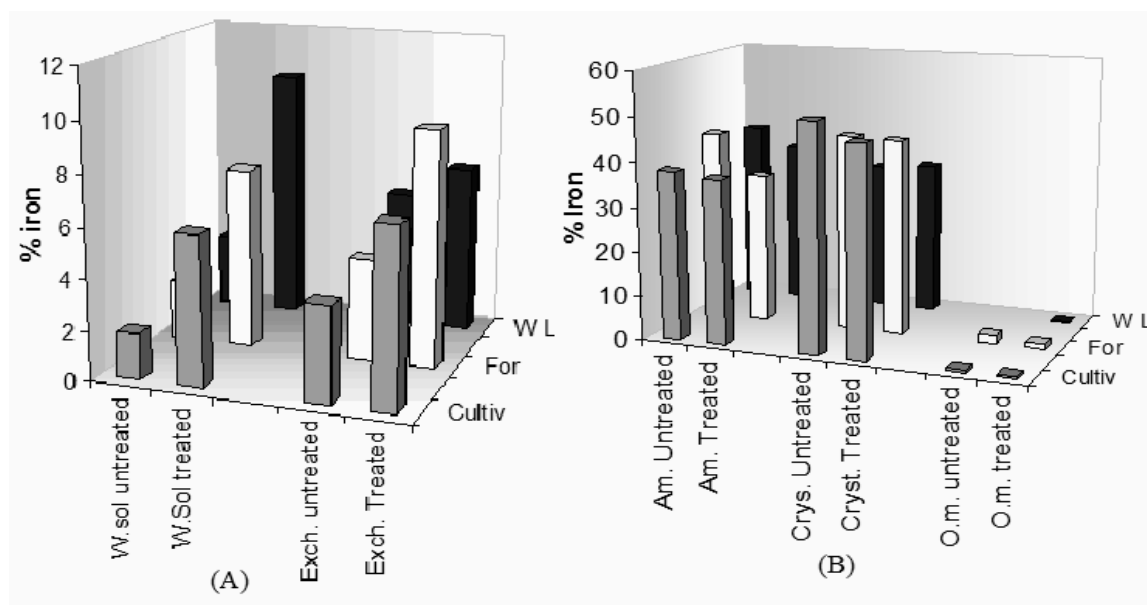 12
10
8
6
4
2
0
% iron
W.sol untreated
W.Sol treated
Exch. untreated
Exch. Treated
W L
For
Cultiv
(A)
60
50
40
30
20
10
0
% Iron
Am. Untreated
Am. Treated
Crys. Untreated
Cryst. Treated
O.m. untreated
O.m. treated
W L
For
Cultiv
(B)